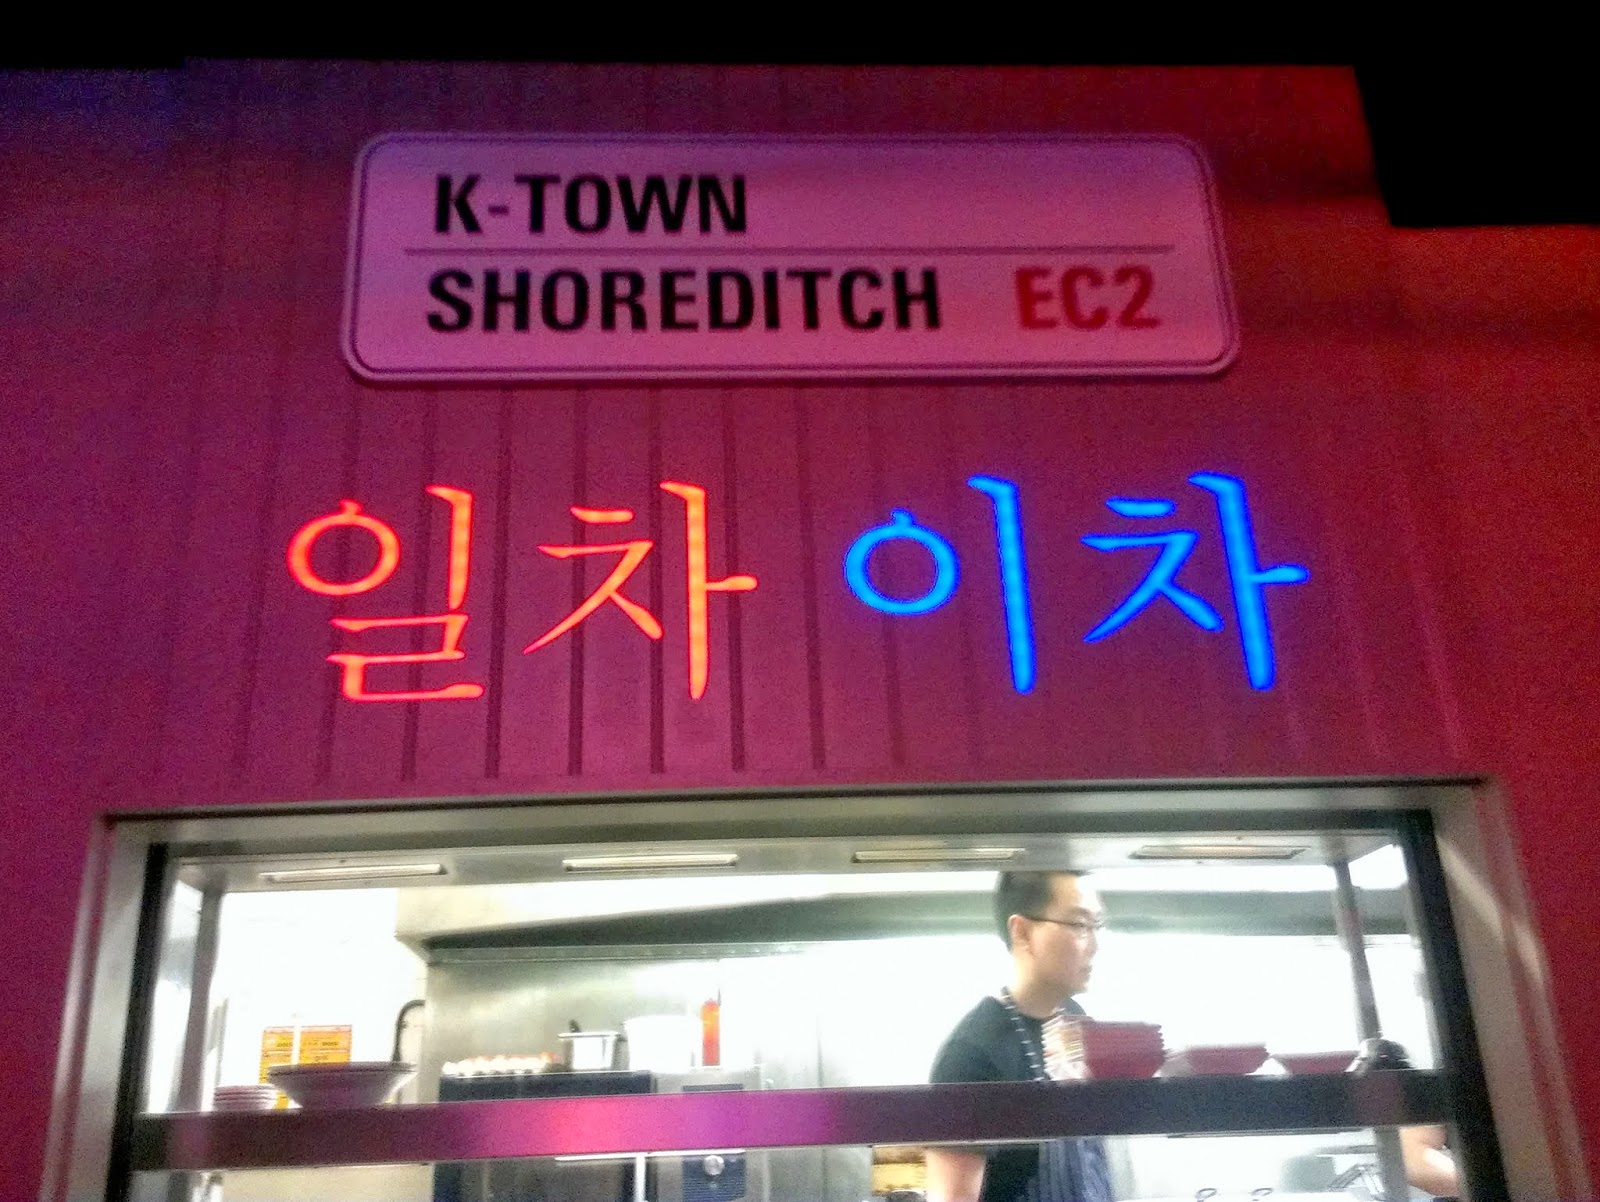 K-TOWN
SHOREDITCH EC2
일차 이차